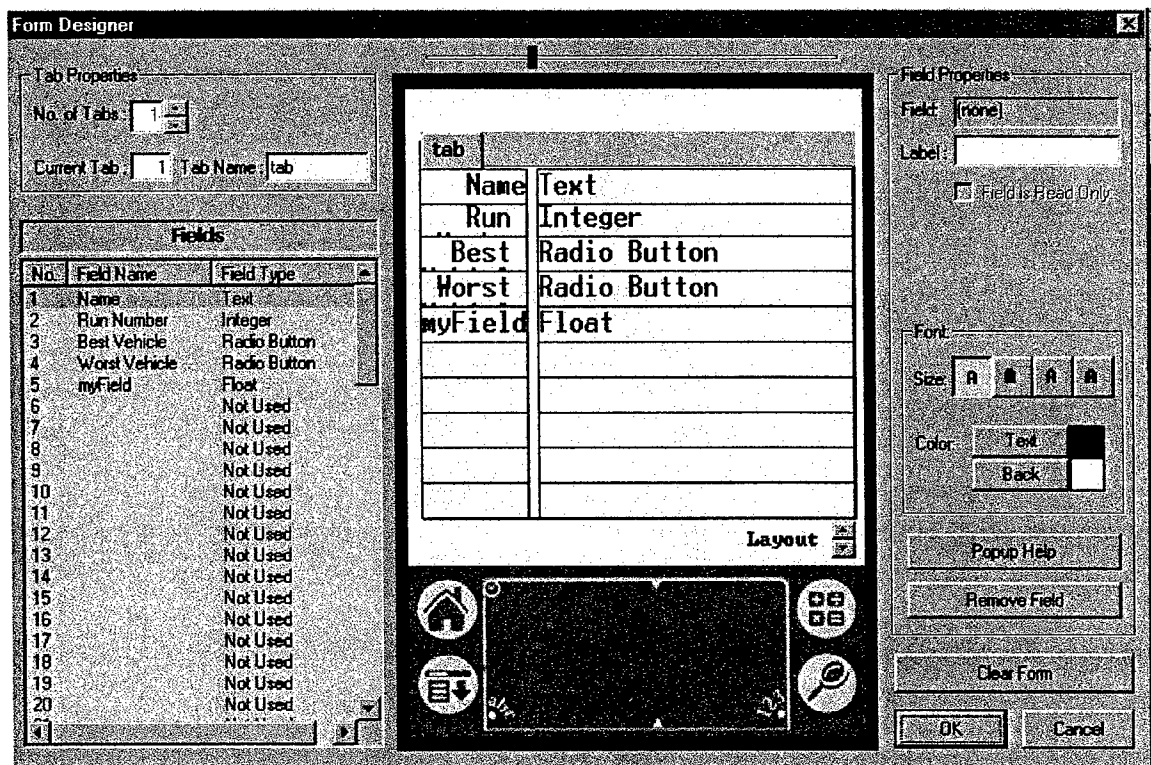 Form Designer
Tab Properties
No. of Tabs : 1
Current Tab : 1 Tab Name : tab
Fields
No. Field Name Field Type
1 Name Text
2 Run Number Integer
3 Best Vehicle Radio Button
4 Worst Vehicle Radio Button
5 myField Float
6 Not Used
7 Not Used
8 Not Used
9 Not Used
10 Not Used
11 Not Used
12 Not Used
13 Not Used
14 Not Used
15 Not Used
16 Not Used
17 Not Used
18 Not Used
19 Not Used
20 Not Used
tab
Name Text
Run Integer
Best Radio Button
Worst Radio Button
myField Float
Layout
abc
Field Properties
Field: (none)
Label :
Field is Read Only
Font
Size: A A A A
Color: Text
Back
Popup Help
Remove Field
Clear Form
OK Cancel